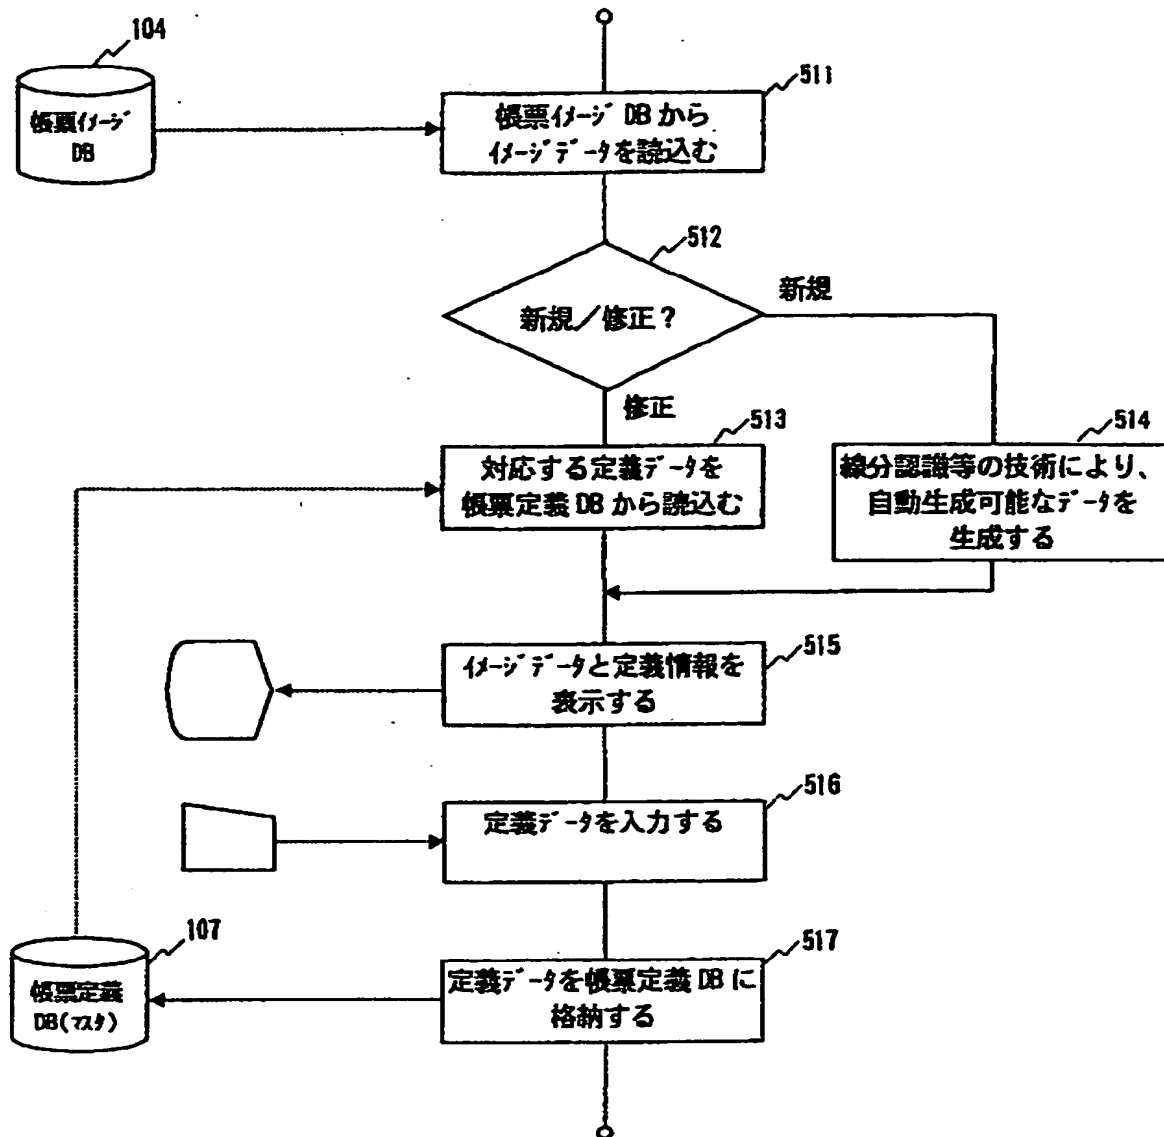 104
帳票イメージ
DB
511
帳票イメージ DB から
イメージデータを読込む
512
新規／修正？
新規
修正
513
対応する定義データを
帳票定義 DB から読込む
514
線分認識等の技術により、
自動生成可能なデータを
生成する
515
イメージデータと定義情報を
表示する
516
定義データを入力する
107
帳票定義
DB(マスタ)
517
定義データを帳票定義 DB に
格納する